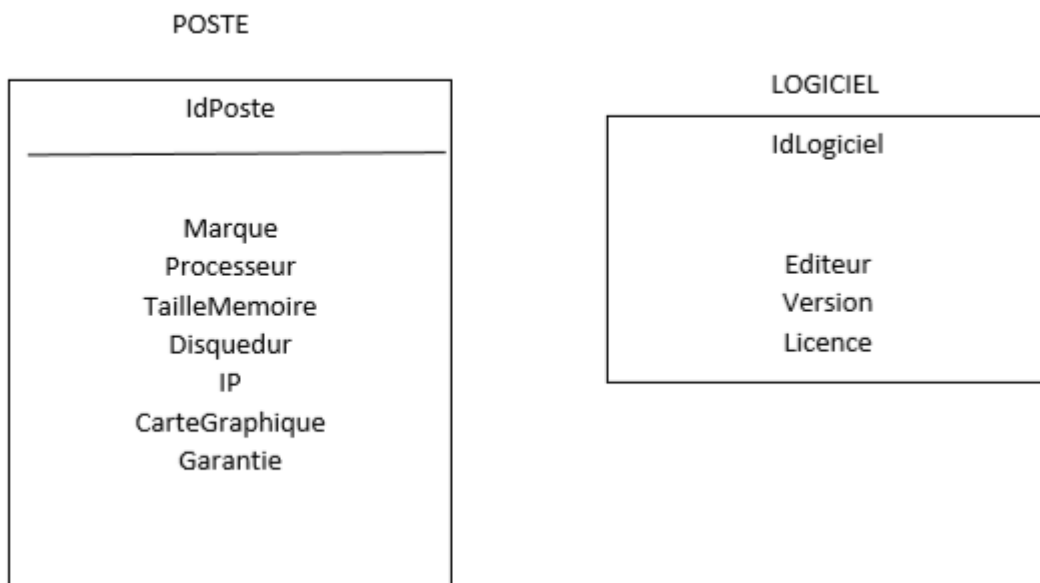 POSTE
IdPoste
Marque
Processeur
TailleMemoire
Disquedur
IP
CarteGraphique
Garantie
LOGICIEL
IdLogiciel
Editeur
Version
Licence